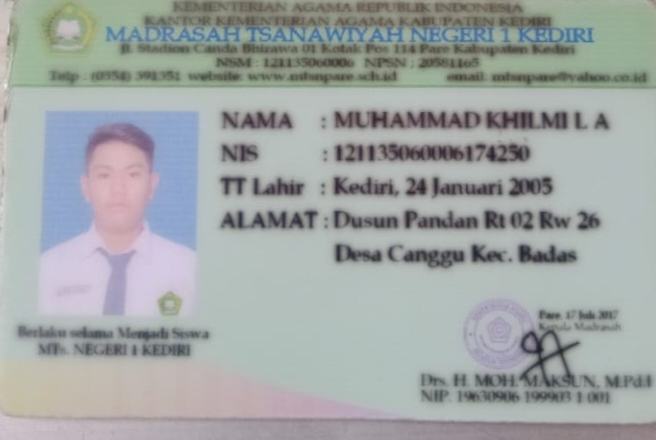 KEMENTERIAN AGAMA REPUBLIK INDONESIA
KANTOR KEMENTERIAN AGAMA KABUPATEN KEDIRI
MADRASAH TSANAWIYAH NEGERI 1 KEDIRI
Jl. Stadion Canda Bhirawa 01 Kotak Pos 114 Pare Kabupaten Kediri
NSM : 121135060006 NPSN : 20581165
Telp : (0354) 391351 website: www.mtsnpare.sch.id email: mtsnpare@yahoo.co.id
NAMA : MUHAMMAD KHILMI L A
NIS : 121135060006174250
TT Lahir : Kediri, 24 Januari 2005
ALAMAT : Dusun Pandan Rt 02 Rw 26
Desa Canggu Kec. Badas
Berlaku selama Menjadi Siswa
MTs. NEGERI 1 KEDIRI
Pare, 17 Juli 2017
Kepala Madrasah
Drs. H. MOH. MAKSUN, M.Pd.I
NIP. 19630906 199903 1 001